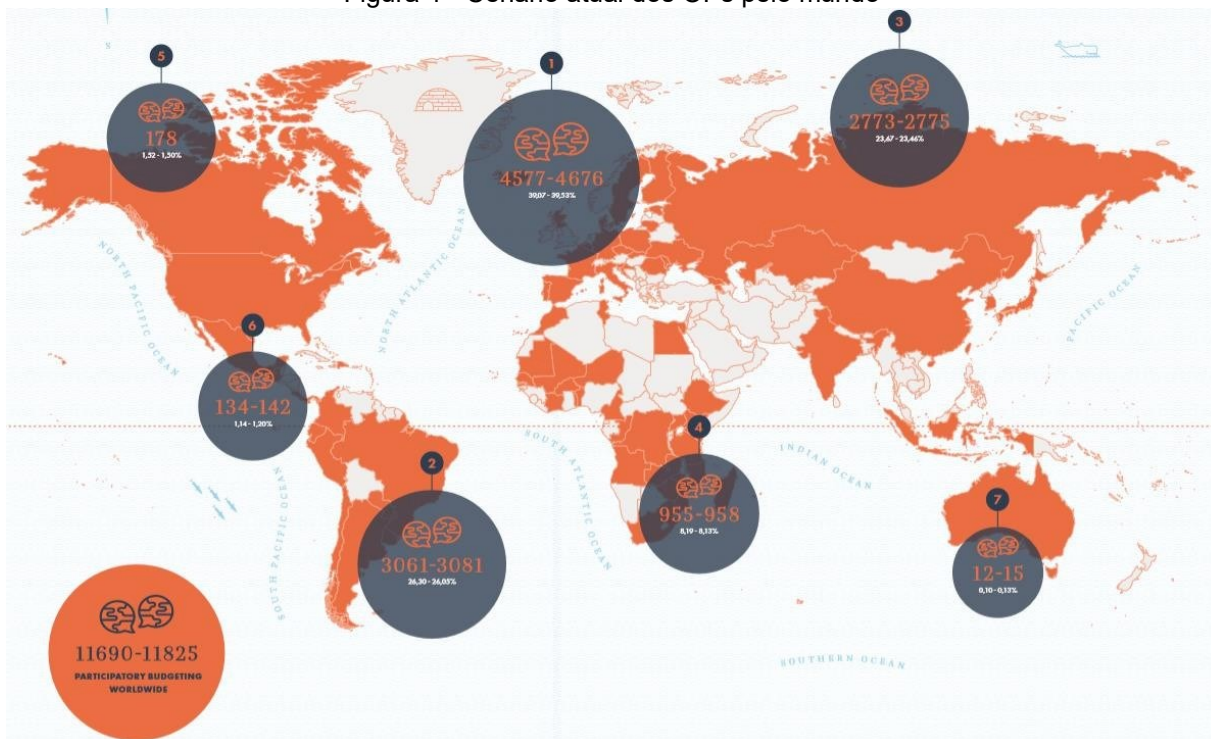 Figura - Cenário atual dos pelo mundo
5
178
1,52 - 1,50%
1
4577-4676
39,07 - 39,53%
3
2773-2775
23,67 - 23,46%
NORTH PACIFIC OCEAN
NORTH ATLANTIC OCEAN
PACIFIC OCEAN
6
134-142
1,14 - 1,20%
2
3061-3081
26,30 - 26,05%
SOUTH PACIFIC OCEAN
SOUTH ATLANTIC OCEAN
4
955-958
8,19 - 8,13%
INDIAN OCEAN
7
12-15
0,10 - 0,13%
11690-11825
PARTICIPATORY BUDGETING
WORLDWIDE
SOUTHERN OCEAN